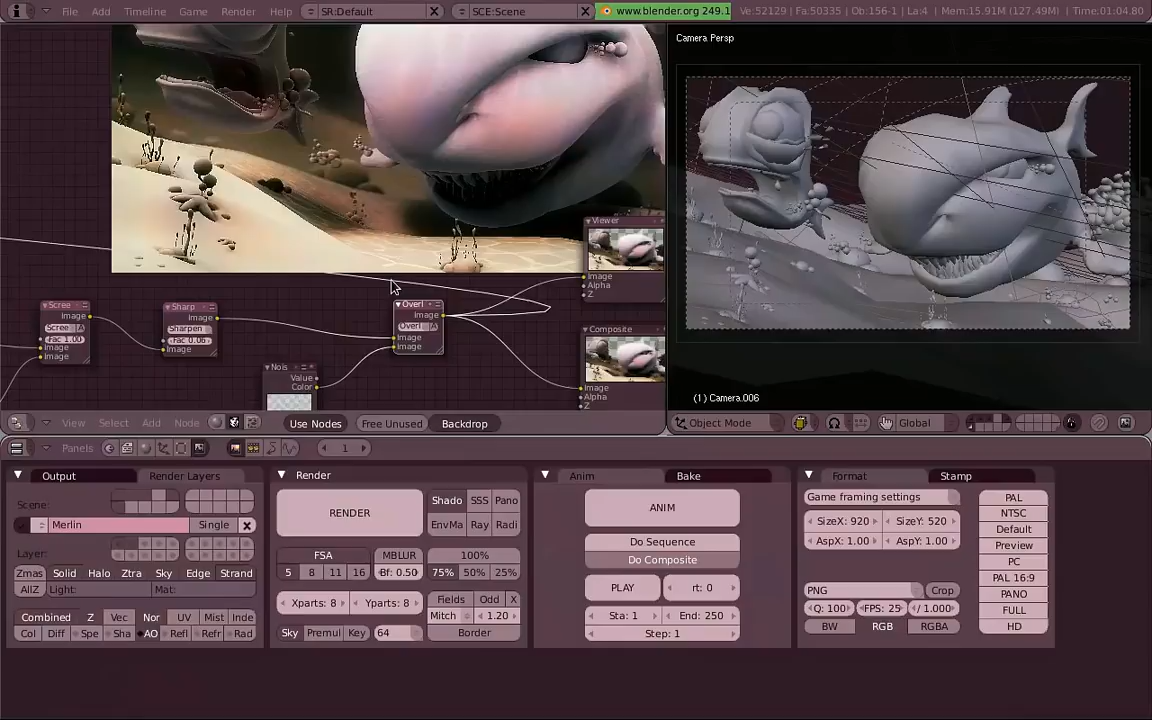 File Add Timeline Game Render Help SR:Default SCE:Scene www.blender.org 249.1 Ve:52129 | Fa:50335 | Ob:156-1 | La:4 | Mem:15.91M (127.49M) | Time:01:04.80
Camera Persp
Viewer
Image
Alpha
Z
Scree
Image
Scree
Fac 1.00
Image
Image
Sharp
Image
Sharpen
Fac 0.06
Image
Overl
Image
Overl
Image
Image
Nois
Value
Color
Composite
Image
Alpha
Z
(1) Camera.006
View Select Add Node Use Nodes Free Unused Backdrop
Object Mode Global
Panels 1
Output Render Layers
Scene:
Merlin Single
Layer:
Zmas Solid Halo Ztra Sky Edge Strand
AllZ Light: Mat:
Combined Z Vec Nor UV Mist Inde
Col Diff Spe Sha AO Refl Refr Rad
Render
RENDER
Shado SSS Pano
EnvMa Ray Radi
FSA MBLUR 100%
5 8 11 16 Bf: 0.50 75% 50% 25%
Xparts: 8 Yparts: 8
Fields Odd X
Mitch 1.20
Sky Premul Key 64 Border
Anim Bake
ANIM
Do Sequence
Do Composite
PLAY rt: 0
Sta: 1 End: 250
Step: 1
Format Stamp
Game framing settings
SizeX: 920 SizeY: 520
AspX: 1.00 AspY: 1.00
PNG Crop
Q: 100 FPS: 25 / 1.000
BW RGB RGBA
PAL
NTSC
Default
Preview
PC
PAL 16:9
PANO
FULL
HD